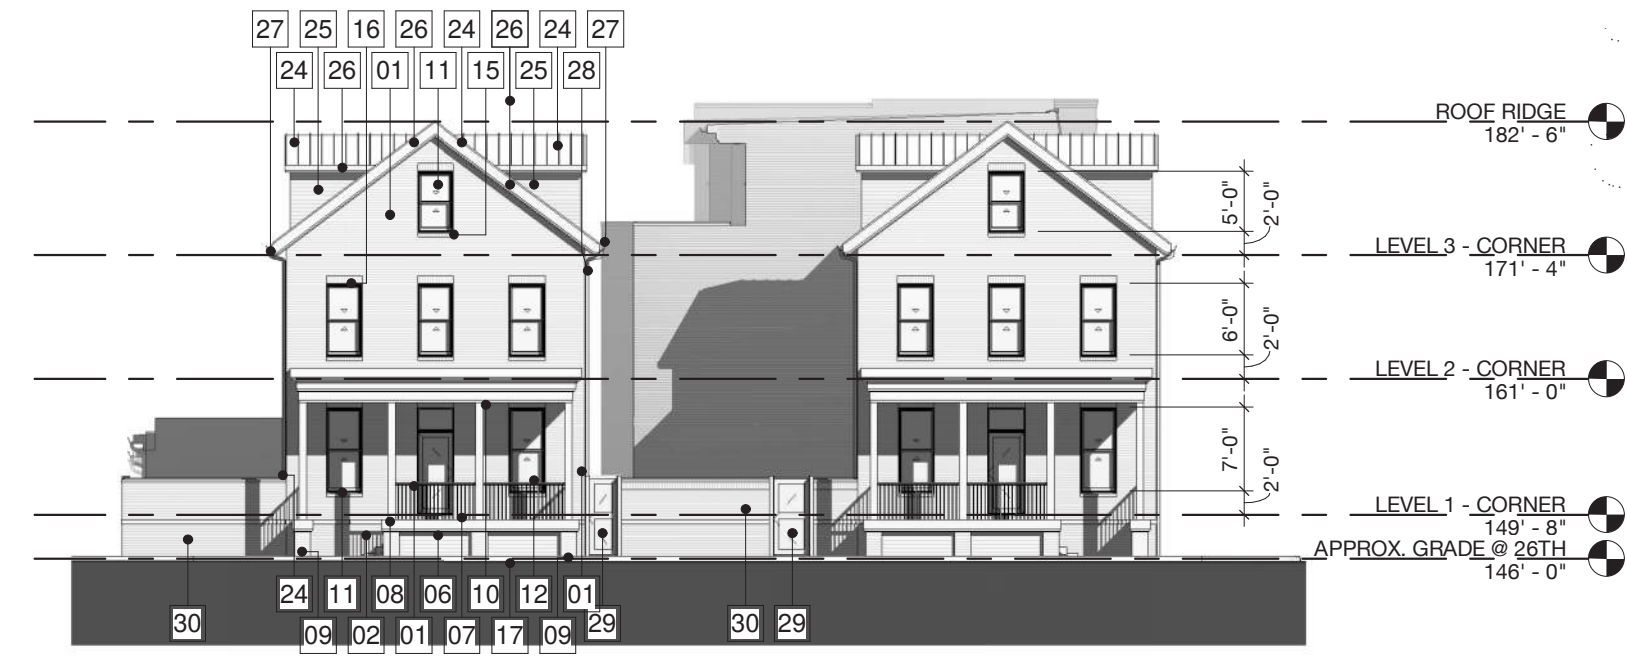 27 25 16 26 24 26 24 27
24 26 01 11 15 25 28
ROOF RIDGE
182' - 6"
5'-0"
2'-0"
LEVEL 3 - CORNER
171' - 4"
6'-0"
2'-0"
LEVEL 2 - CORNER
161' - 0"
7'-0"
2'-0"
LEVEL 1 - CORNER
149' - 8"
APPROX. GRADE @ 26TH
146' - 0"
24 11 08 06 10 12 01
30 09 02 01 07 17 09 29 30 29